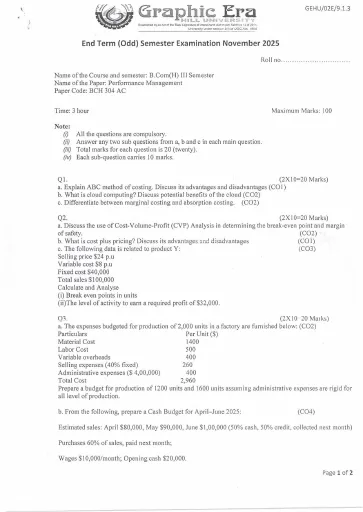 GEHU/02E/9.1.3
Graphic Era
HILL UNIVERSITY
End Term (Odd) Semester Examination November 2025
Roll no..............................
Name of the Course and semester: B.Com(H) III Semester
Name of the Paper: Performance Management
Paper Code: BCH 304 AC
Time: 3 hour Maximum Marks: 100
Note:
(i) All the questions are compulsory.
(ii) Answer any two sub questions from a, b and c in each main question.
(iii) Total marks for each question is 20 (twenty).
(iv) Each sub-question carries 10 marks.
Q1. (2X10=20 Marks)
a. Explain ABC method of costing. Discuss its advantages and disadvantages (CO1)
b. What is cloud computing? Discuss potential benefits of the cloud (CO2)
c. Differentiate between marginal costing and absorption costing. (CO2)
Q2. (2X10=20 Marks)
a. Discuss the use of Cost-Volume-Profit (CVP) Analysis in determining the break-even point and margin
of safety. (CO2)
b. What is cost plus pricing? Discuss its advantages and disadvantages (CO1)
c. The following data is related to product Y: (CO3)
Selling price $24 p.u
Variable cost $8 p.u
Fixed cost $40,000
Total sales $100,000
Calculate and Analyse
(i) Break even points in units
(ii)The level of activity to earn a required profit of $32,000.
Q3. (2X10=20 Marks)
a. The expenses budgeted for production of 2,000 units in a factory are furnished below: (CO2)
Particulars Per Unit ($)
Material Cost 1400
Labor Cost 500
Variable overheads 400
Selling expenses (40% fixed) 260
Administrative expenses ($ 4,00,000) 400
Total Cost 2,960
Prepare a budget for production of 1200 units and 1600 units assuming administrative expenses are rigid for
all level of production.
b. From the following, prepare a Cash Budget for April–June 2025: (CO4)
Estimated sales: April $80,000, May $90,000, June $1,00,000 (50% cash, 50% credit, collected next month)
Purchases 60% of sales, paid next month;
Wages $10,000/month; Opening cash $20,000.
Page 1 of 2